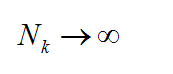 N_k → ∞